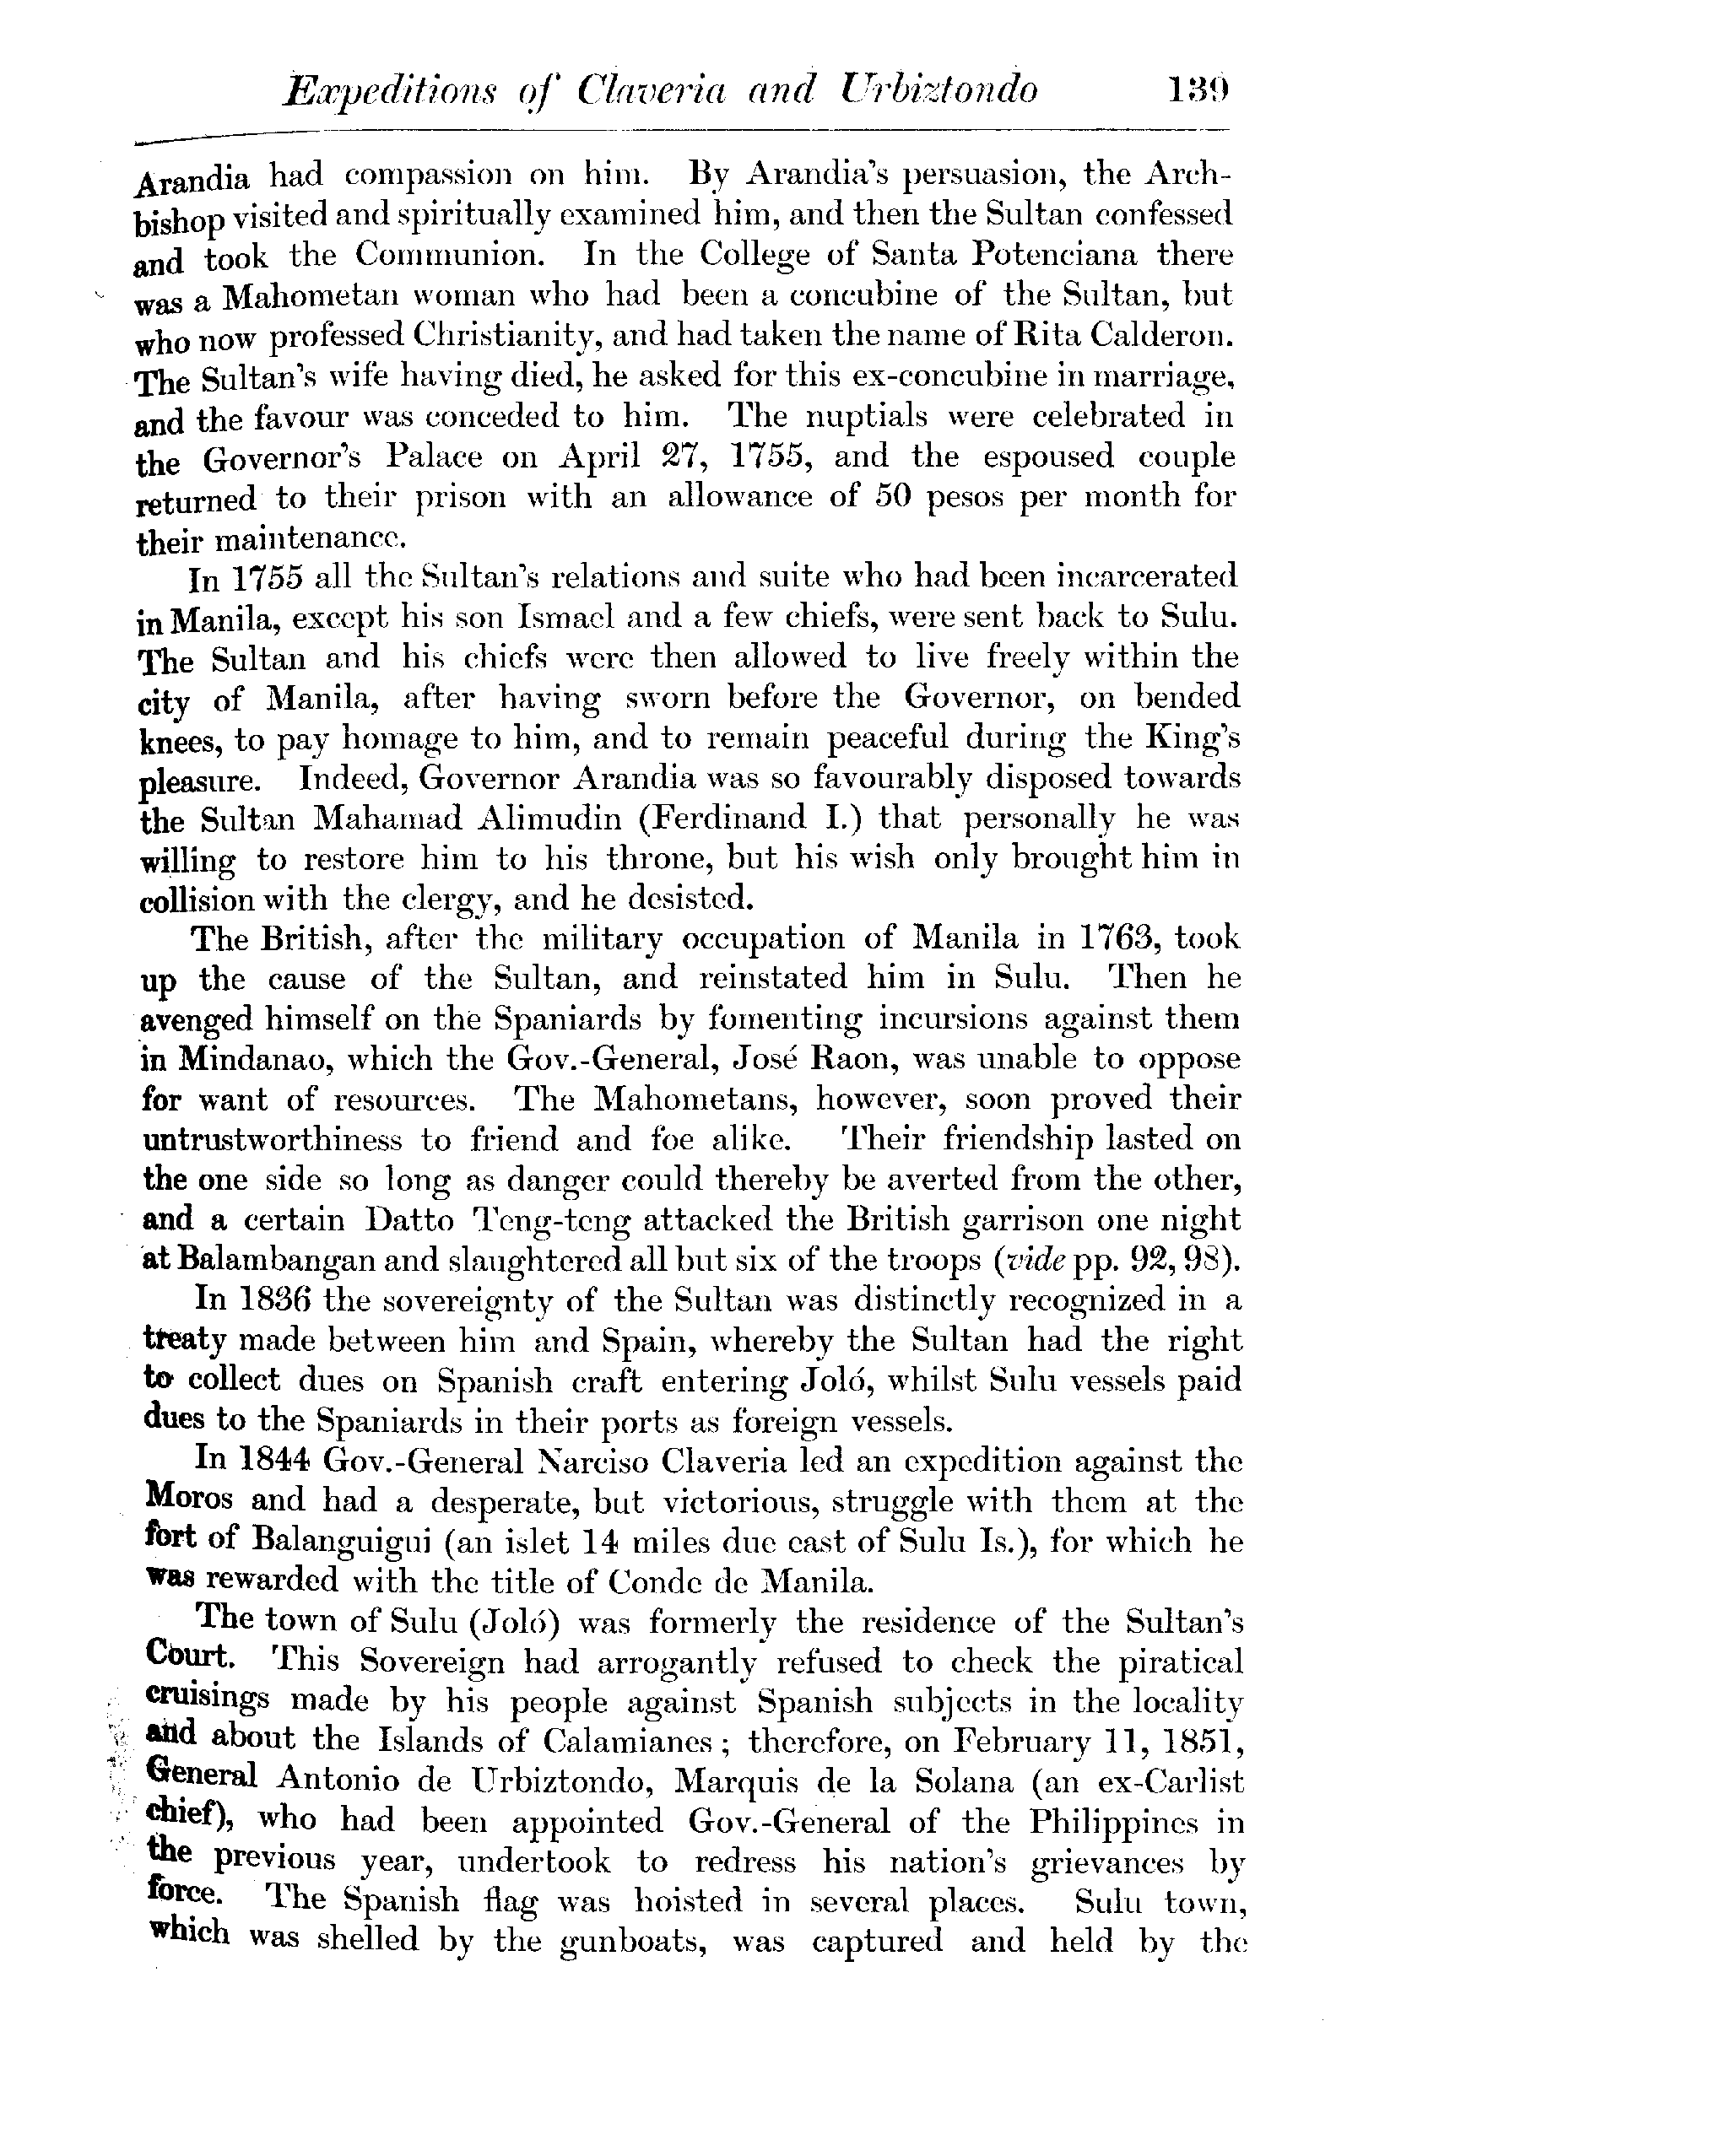 Expeditions of Claveria and Urbiztondo 139
Arandia had compassion on him. By Arandia's persuasion, the Arch-
bishop visited and spiritually examined him, and then the Sultan confessed
and took the Communion. In the College of Santa Potenciana there
was a Mahometan woman who had been a concubine of the Sultan, but
who now professed Christianity, and had taken the name of Rita Calderon.
The Sultan's wife having died, he asked for this ex-concubine in marriage,
and the favour was conceded to him. The nuptials were celebrated in
the Governor's Palace on April 27, 1755, and the espoused couple
returned to their prison with an allowance of 50 pesos per month for
their maintenance.
In 1755 all the Sultan's relations and suite who had been incarcerated
in Manila, except his son Ismael and a few chiefs, were sent back to Sulu.
The Sultan and his chiefs were then allowed to live freely within the
city of Manila, after having sworn before the Governor, on bended
knees, to pay homage to him, and to remain peaceful during the King's
pleasure. Indeed, Governor Arandia was so favourably disposed towards
the Sultan Mahamad Alimudin (Ferdinand I.) that personally he was
willing to restore him to his throne, but his wish only brought him in
collision with the clergy, and he desisted.
The British, after the military occupation of Manila in 1763, took
up the cause of the Sultan, and reinstated him in Sulu. Then he
avenged himself on the Spaniards by fomenting incursions against them
in Mindanao, which the Gov.-General, José Raon, was unable to oppose
for want of resources. The Mahometans, however, soon proved their
untrustworthiness to friend and foe alike. Their friendship lasted on
the one side so long as danger could thereby be averted from the other,
and a certain Datto Teng-teng attacked the British garrison one night
at Balambangan and slaughtered all but six of the troops (vide pp. 92, 98).
In 1836 the sovereignty of the Sultan was distinctly recognized in a
treaty made between him and Spain, whereby the Sultan had the right
to collect dues on Spanish craft entering Joló, whilst Sulu vessels paid
dues to the Spaniards in their ports as foreign vessels.
In 1844 Gov.-General Narciso Claveria led an expedition against the
Moros and had a desperate, but victorious, struggle with them at the
fort of Balanguigui (an islet 14 miles due east of Sulu Is.), for which he
was rewarded with the title of Conde de Manila.
The town of Sulu (Joló) was formerly the residence of the Sultan's
Court. This Sovereign had arrogantly refused to check the piratical
cruisings made by his people against Spanish subjects in the locality
and about the Islands of Calamianes; therefore, on February 11, 1851,
General Antonio de Urbiztondo, Marquis de la Solana (an ex-Carlist
chief), who had been appointed Gov.-General of the Philippines in
the previous year, undertook to redress his nation's grievances by
force. The Spanish flag was hoisted in several places. Sulu town,
which was shelled by the gunboats, was captured and held by the